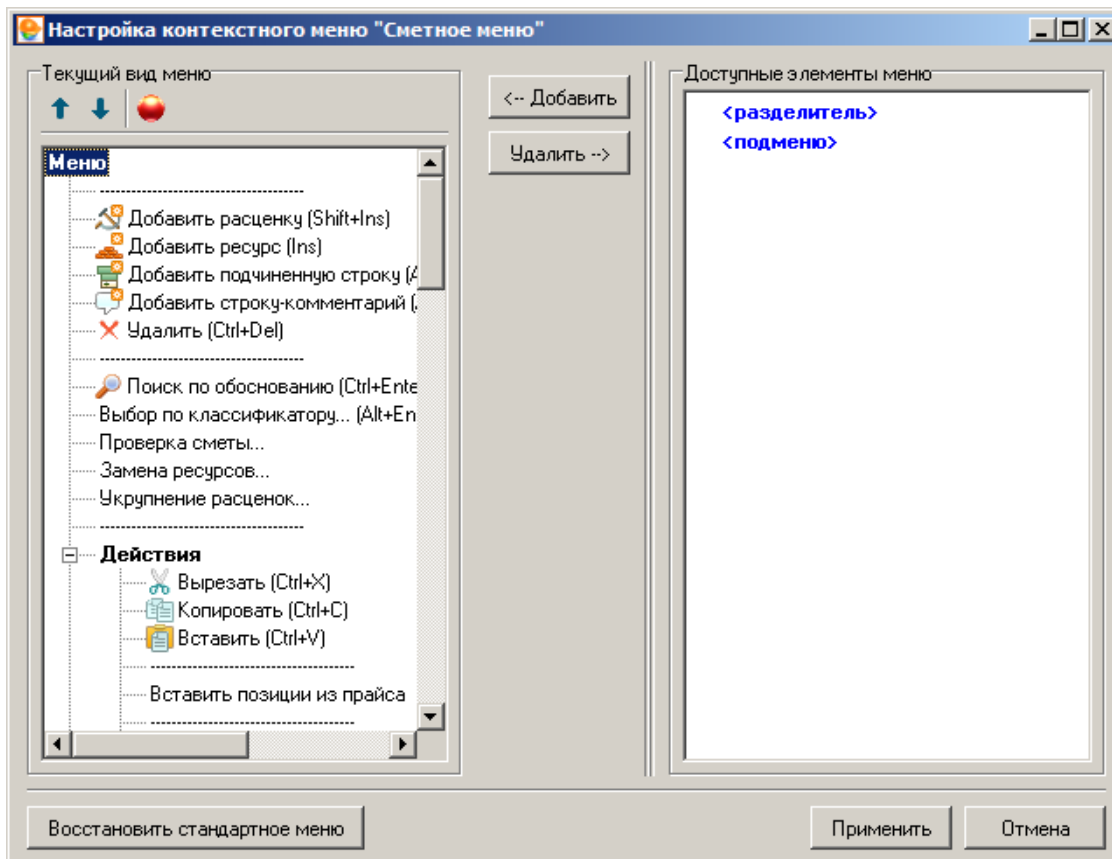 Настройка контекстного меню "Сметное меню"
Текущий вид меню
Меню
------------------------------------
Добавить расценку (Shift+Ins)
Добавить ресурс (Ins)
Добавить подчиненную строку (A
Добавить строку-комментарий (
Удалить (Ctrl+Del)
------------------------------------
Поиск по обоснованию (Ctrl+Ente
Выбор по классификатору... (Alt+En
Проверка сметы...
Замена ресурсов...
Укрупнение расценок...
------------------------------------
Действия
Вырезать (Ctrl+X)
Копировать (Ctrl+C)
Вставить (Ctrl+V)
------------------------------------
Вставить позиции из прайса
------------------------------------
<-- Добавить
Удалить -->
Доступные элементы меню
<разделитель>
<подменю>
Восстановить стандартное меню
Применить
Отмена